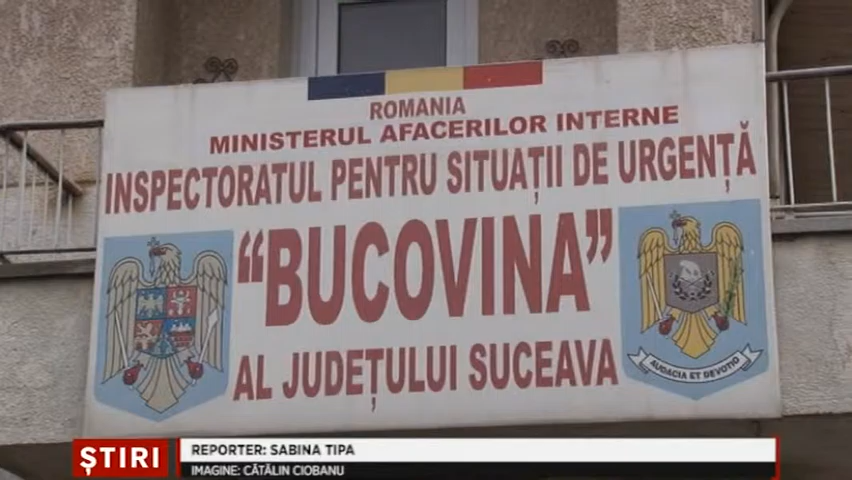 ROMANIA
MINISTERUL AFACERILOR INTERNE
INSPECTORATUL PENTRU SITUAȚII DE URGENȚĂ
“BUCOVINA”
AL JUDEȚULUI SUCEAVA
AUDACIA ET DEVOTIO
ȘTIRI
REPORTER: SABINA TIPA
IMAGINE: CĂTĂLIN CIOBANU